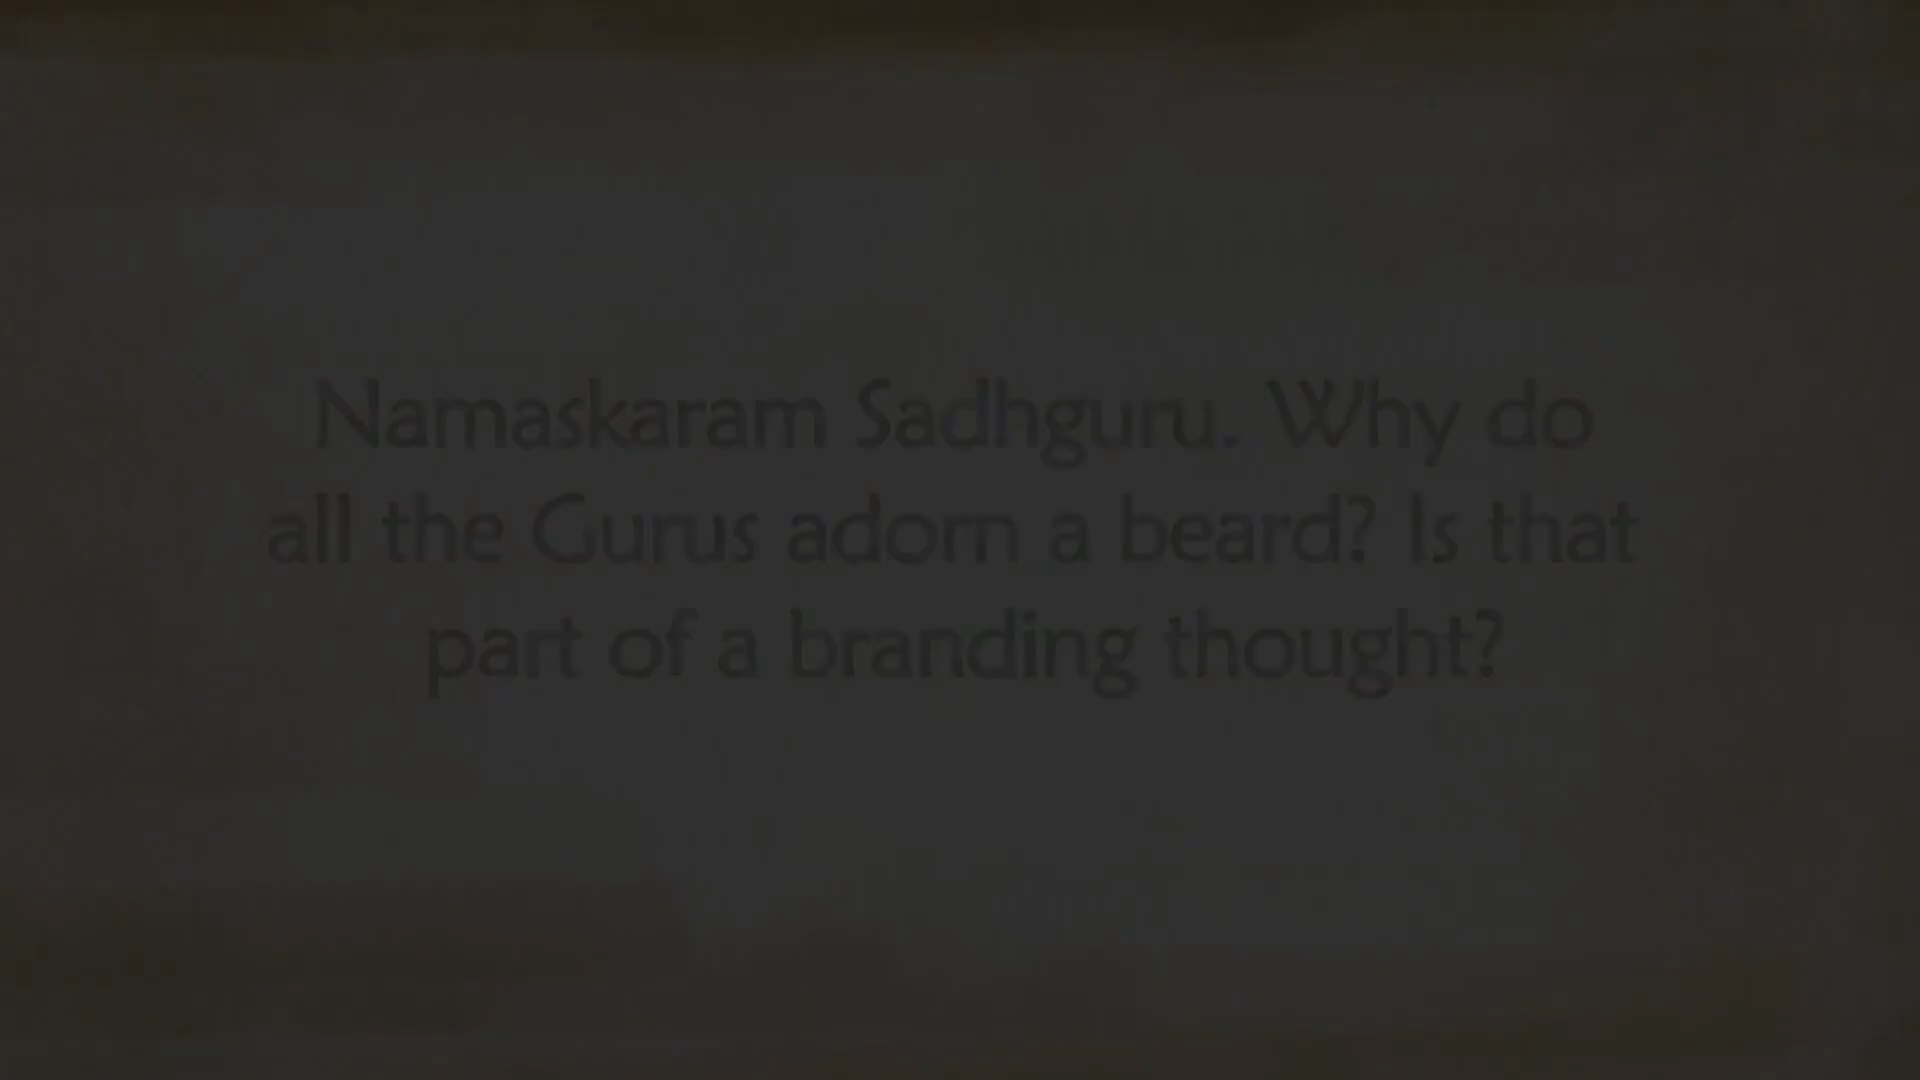 Namaskaram Sadhguru. Why do
all the Gurus adorn a beard? Is that
part of a branding thought?